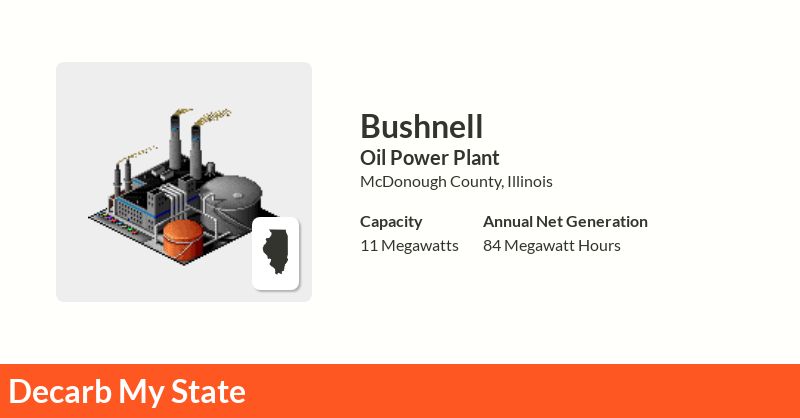 Bushnell
Oil Power Plant
McDonough County, Illinois
Capacity
11 Megawatts
Annual Net Generation
84 Megawatt Hours
Decarb My State